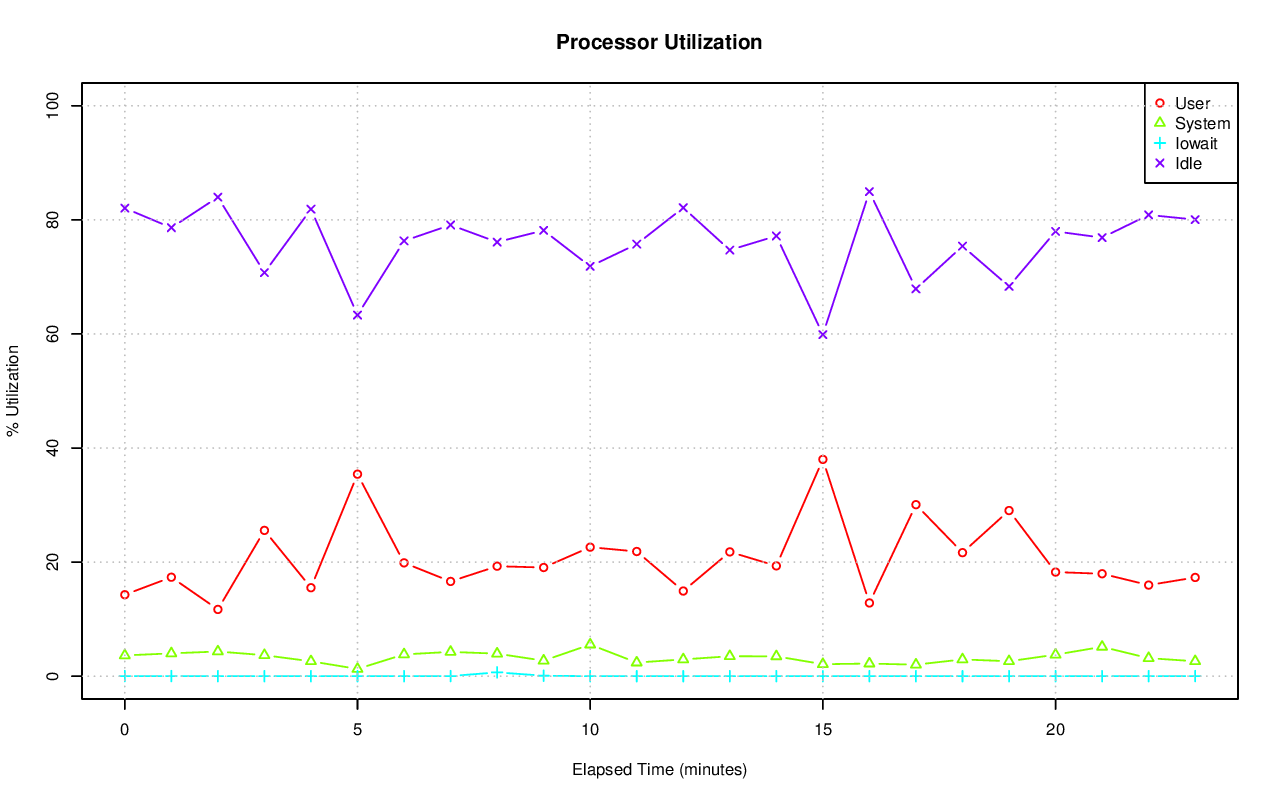 Processor Utilization
% Utilization
100
80
60
40
20
0
User
System
Iowait
Idle
0 5 10 15 20
Elapsed Time (minutes)